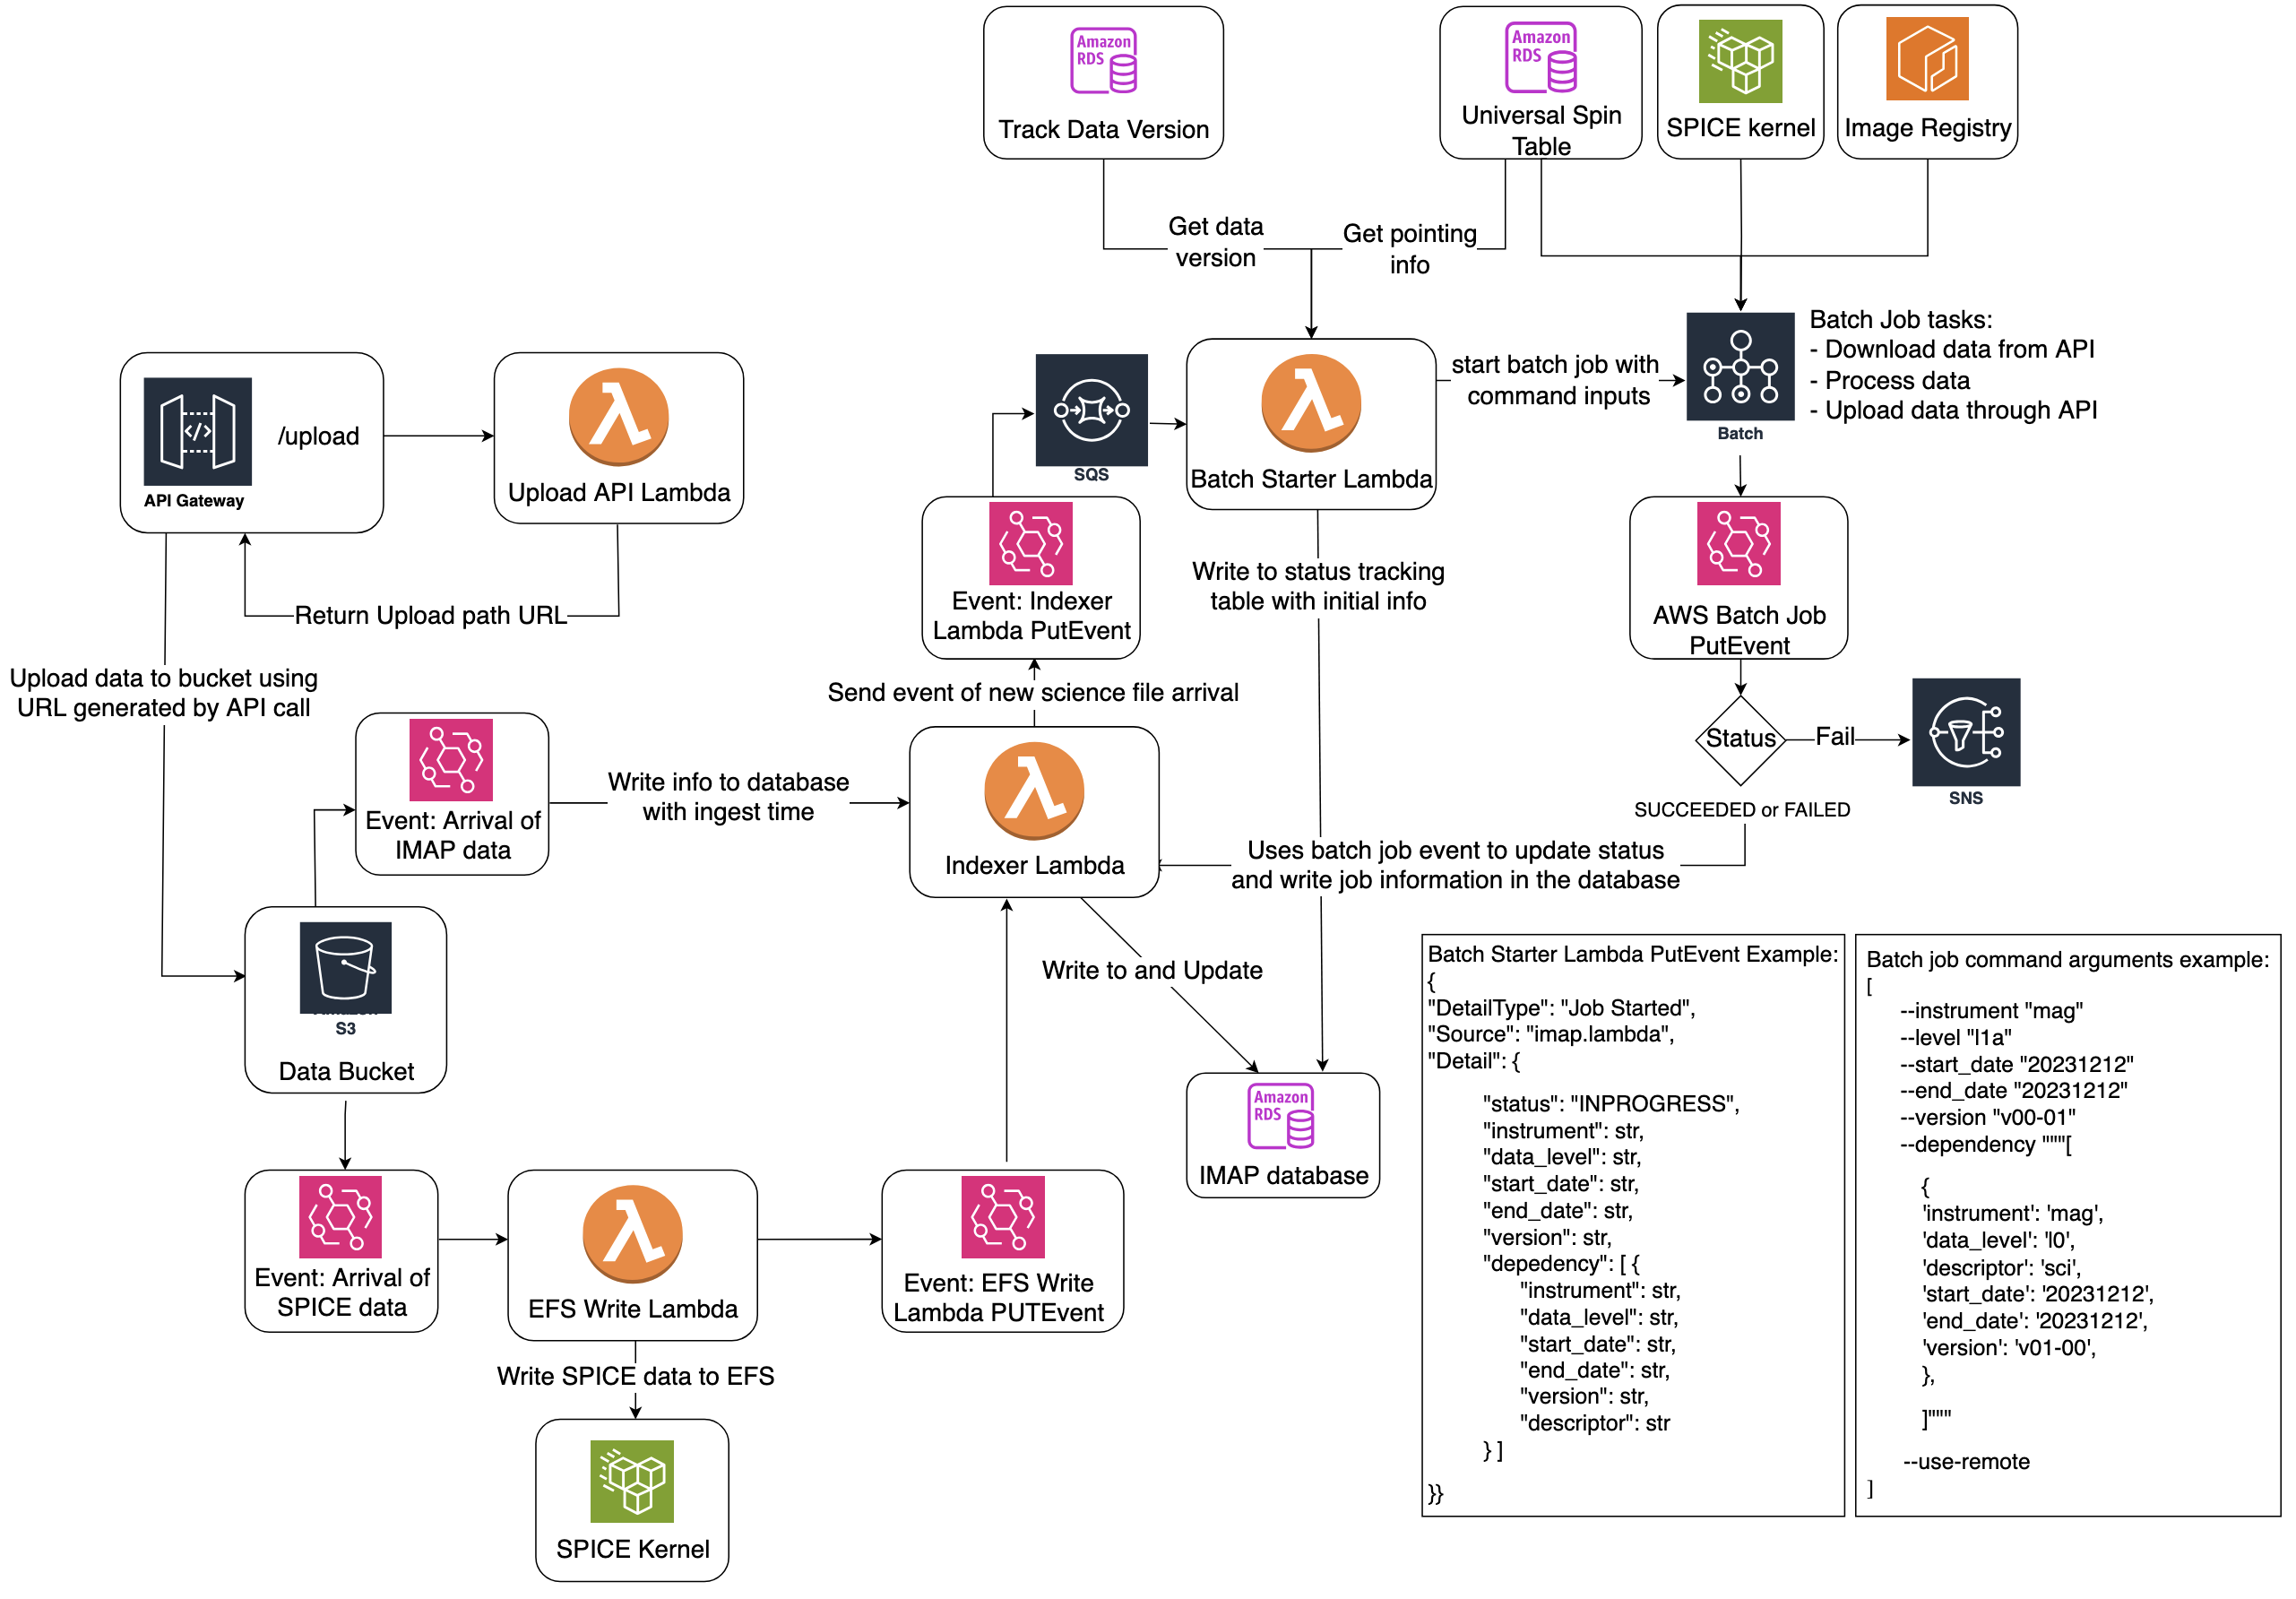 Amazon
RDS
Track Data Version
Amazon
RDS
Universal Spin
Table
SPICE kernel
Image Registry
Get data
version
Get pointing
info
/upload
API Gateway
Upload API Lambda
Return Upload path URL
Upload data to bucket using
URL generated by API call
SQS
Batch Starter Lambda
start batch job with
command inputs
Batch
Batch Job tasks:
- Download data from API
- Process data
- Upload data through API
Event: Indexer
Lambda PutEvent
Send event of new science file arrival
Write to status tracking
table with initial info
AWS Batch Job
PutEvent
Status
Fail
SNS
SUCCEEDED or FAILED
Event: Arrival of
IMAP data
Write info to database
with ingest time
Indexer Lambda
Uses batch job event to update status
and write job information in the database
S3
Data Bucket
Write to and Update
Amazon
RDS
IMAP database
Event: Arrival of
SPICE data
EFS Write Lambda
Event: EFS Write
Lambda PUTEvent
Write SPICE data to EFS
SPICE Kernel
Batch Starter Lambda PutEvent Example:
{
"DetailType": "Job Started",
"Source": "imap.lambda",
"Detail": {
"status": "INPROGRESS",
"instrument": str,
"data_level": str,
"start_date": str,
"end_date": str,
"version": str,
"depedency": [ {
"instrument": str,
"data_level": str,
"start_date": str,
"end_date": str,
"version": str,
"descriptor": str
} ]
}}
Batch job command arguments example:
[
--instrument "mag"
--level "l1a"
--start_date "20231212"
--end_date "20231212"
--version "v00-01"
--dependency """[
{
'instrument': 'mag',
'data_level': 'l0',
'descriptor': 'sci',
'start_date': '20231212',
'end_date': '20231212',
'version': 'v01-00',
},
]"""
--use-remote
]